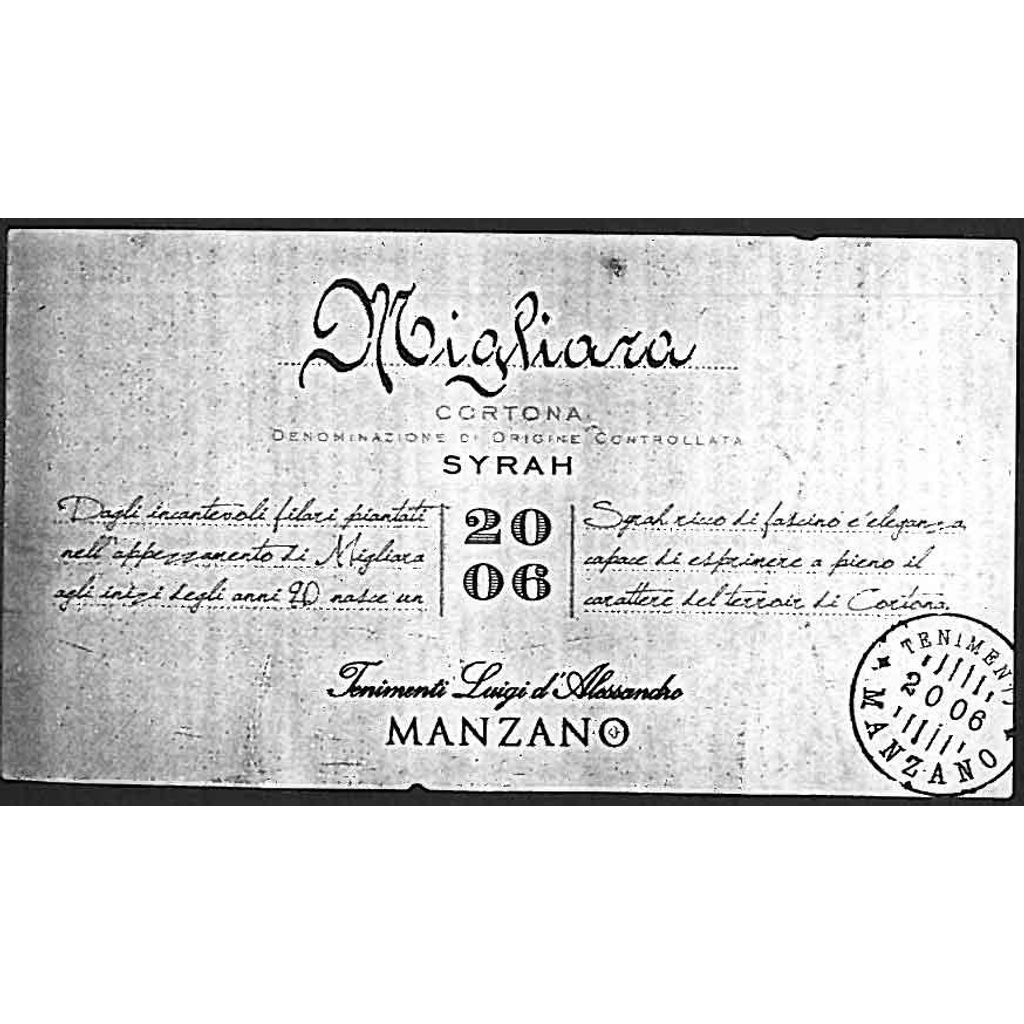 Migliara
CORTONA
DENOMINAZIONE DI ORIGINE CONTROLLATA
SYRAH
Dagli incantevoli filari piantati
nell'appezzamento di Migliara
agli inizi degli anni 90 nasce un
20
06
Syrah ricco di fascino e eleganza,
capace di esprimere a pieno il
carattere del terroir di Cortona.
Tenimenti Luigi d'Alessandro
MANZANO
TENIMENTI
2006
MANZANO